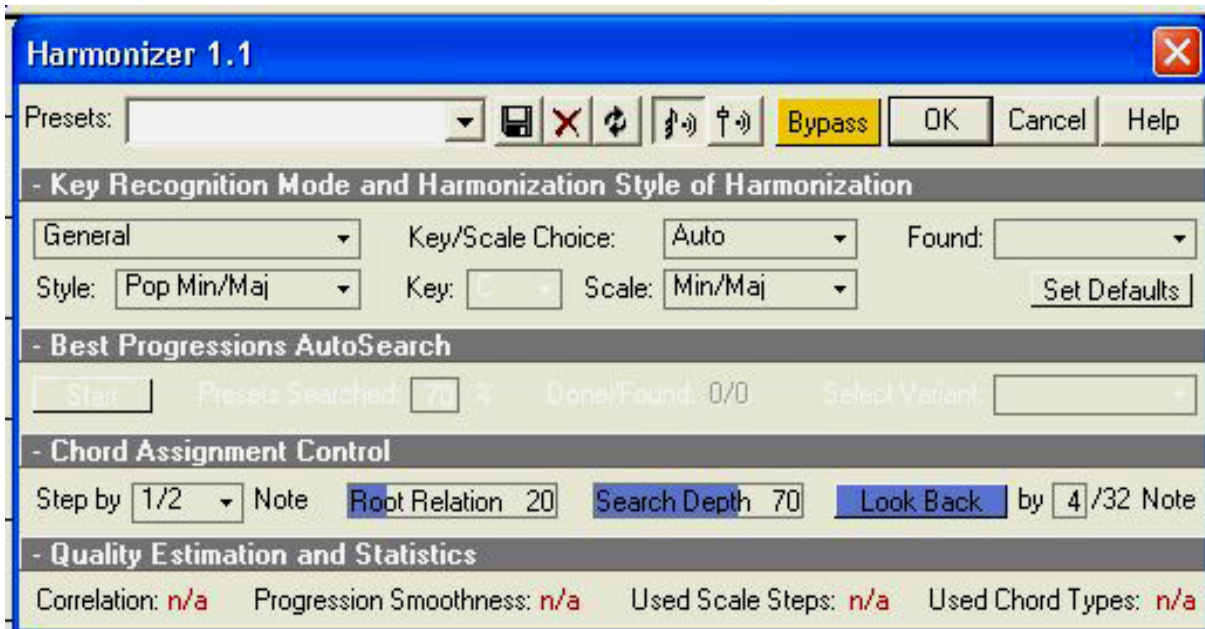 Harmonizer 1.1
Presets: Bypass OK Cancel Help
- Key Recognition Mode and Harmonization Style of Harmonization
General Key/Scale Choice: Auto Found:
Style: Pop Min/Maj Key: C Scale: Min/Maj Set Defaults
- Best Progressions AutoSearch
Start Presets Searched: 70 % Done/Found: 0/0 Select Variant:
- Chord Assignment Control
Step by 1/2 Note Root Relation 20 Search Depth 70 Look Back by 4 /32 Note
- Quality Estimation and Statistics
Correlation: n/a Progression Smoothness: n/a Used Scale Steps: n/a Used Chord Types: n/a